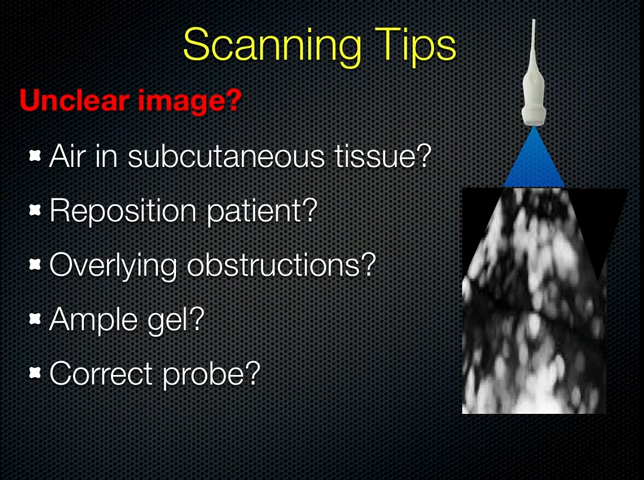 Scanning Tips
Unclear image?
Air in subcutaneous tissue?
Reposition patient?
Overlying obstructions?
Ample gel?
Correct probe?